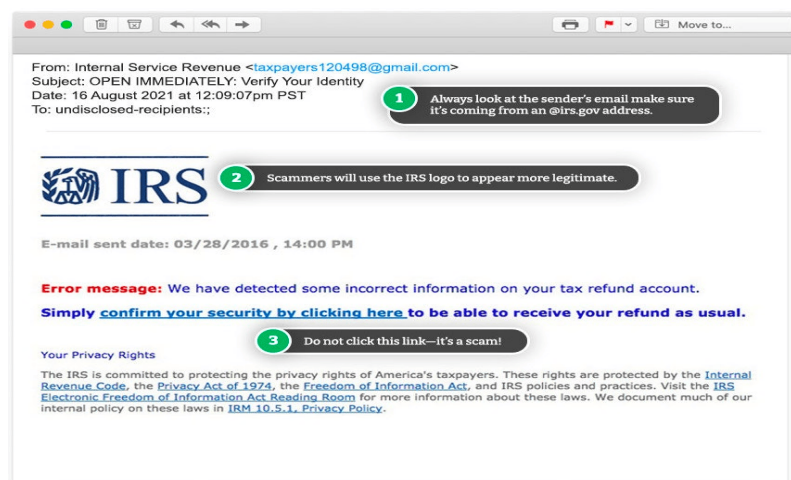 Move to...
From: Internal Service Revenue <taxpayers120498@gmail.com>
Subject: OPEN IMMEDIATELY: Verify Your Identity
Date: 16 August 2021 at 12:09:07pm PST
To: undisclosed-recipients:;
1 Always look at the sender's email make sure
it's coming from an @irs.gov address.
IRS
2 Scammers will use the IRS logo to appear more legitimate.
E-mail sent date: 03/28/2016 , 14:00 PM
Error message: We have detected some incorrect information on your tax refund account.
Simply confirm your security by clicking here to be able to receive your refund as usual.
3 Do not click this link—it's a scam!
Your Privacy Rights
The IRS is committed to protecting the privacy rights of America's taxpayers. These rights are protected by the Internal
Revenue Code, the Privacy Act of 1974, the Freedom of Information Act, and IRS policies and practices. Visit the IRS
Electronic Freedom of Information Act Reading Room for more information about these laws. We document much of our
internal policy on these laws in IRM 10.5.1, Privacy Policy.